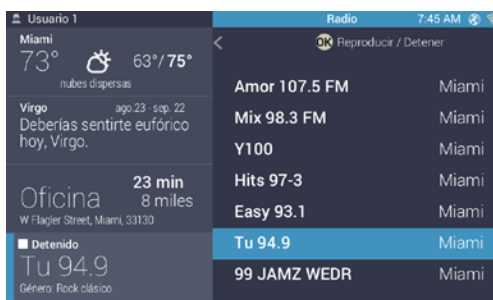 Usuario 1
Radio
7:45 AM
Miami
73°
63°/75°
nubes dispersas
OK Reproducir / Detener
Virgo
ago.23 - sep. 22
Deberías sentirte eufórico
hoy, Virgo.
Oficina
23 min
8 miles
W Flagler Street, Miami, 33130
Detenido
Tu 94.9
Género: Rock clásico
Amor 107.5 FM Miami
Mix 98.3 FM Miami
Y100 Miami
Hits 97-3 Miami
Easy 93.1 Miami
Tu 94.9 Miami
99 JAMZ WEDR Miami